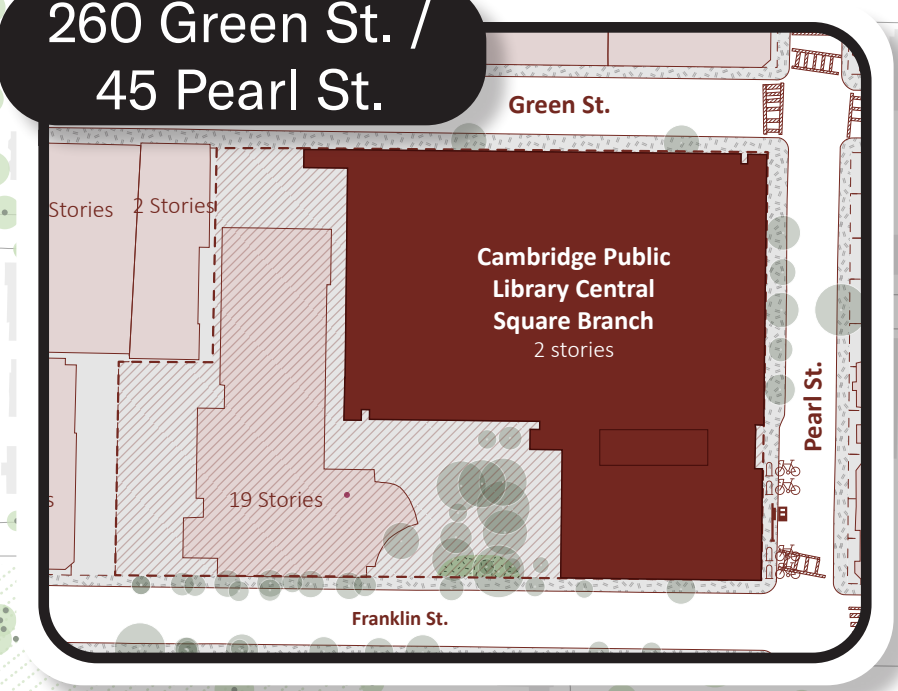 260 Green St. /
45 Pearl St.
Green St.
Stories
2 Stories
Cambridge Public
Library Central
Square Branch
2 stories
Pearl St.
19 Stories
s
Franklin St.